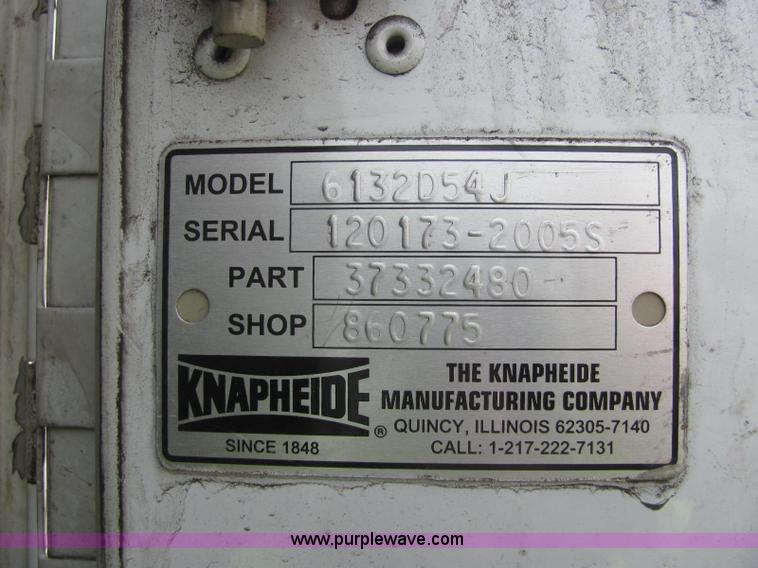 MODEL 6132D54J
SERIAL 120173-2005S
PART 37332480
SHOP 860775
KNAPHEIDE ®
SINCE 1848
THE KNAPHEIDE
MANUFACTURING COMPANY
QUINCY, ILLINOIS 62305-7140
CALL: 1-217-222-7131
www.purplewave.com